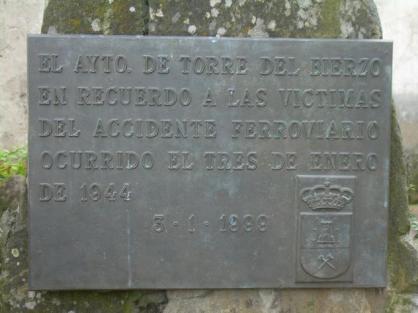 EL AYTO. DE TORRE DEL BIERZO
EN RECUERDO A LAS VICTIMAS
DEL ACCIDENTE FERROVIARIO
OCURRIDO EL TRES DE ENERO
DE 1944
3-1-1999